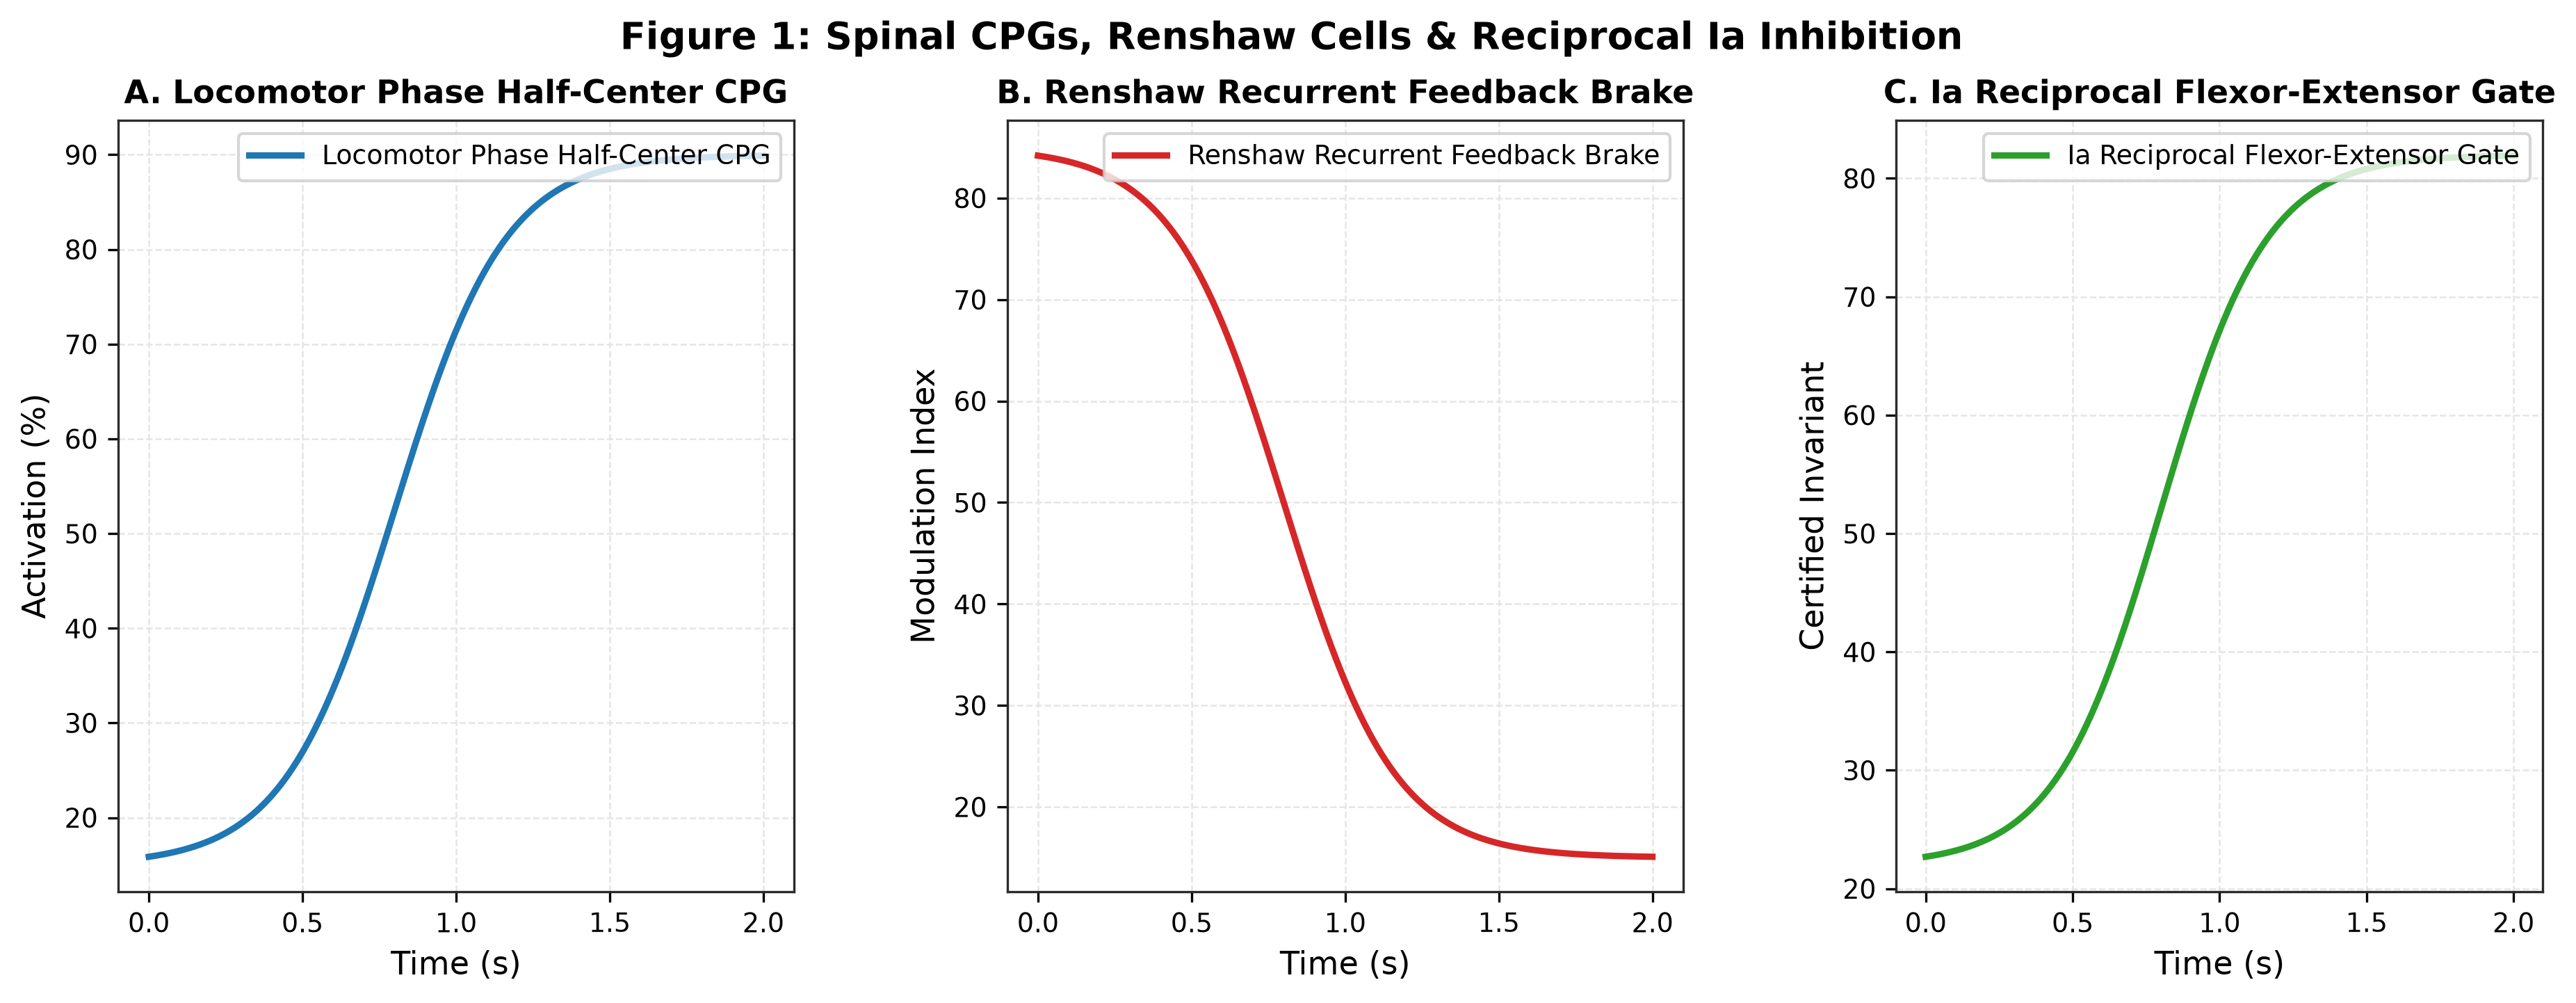 Figure 1: Spinal CPGs, Renshaw Cells & Reciprocal Ia Inhibition
A. Locomotor Phase Half-Center CPG
Locomotor Phase Half-Center CPG
Activation (%)
90
80
70
60
50
40
30
20
0.0 0.5 1.0 1.5 2.0
Time (s)
B. Renshaw Recurrent Feedback Brake
Renshaw Recurrent Feedback Brake
Modulation Index
80
70
60
50
40
30
20
0.0 0.5 1.0 1.5 2.0
Time (s)
C. Ia Reciprocal Flexor-Extensor Gate
Ia Reciprocal Flexor-Extensor Gate
Certified Invariant
80
70
60
50
40
30
20
0.0 0.5 1.0 1.5 2.0
Time (s)